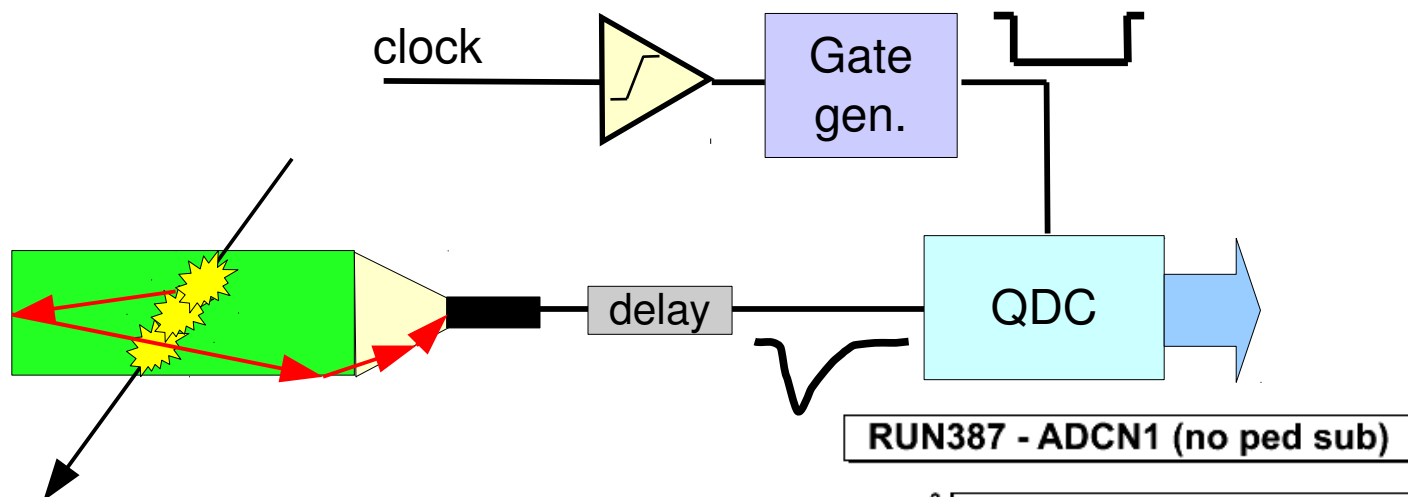 clock
Gate
gen.
delay
QDC
RUN387 - ADCN1 (no ped sub)